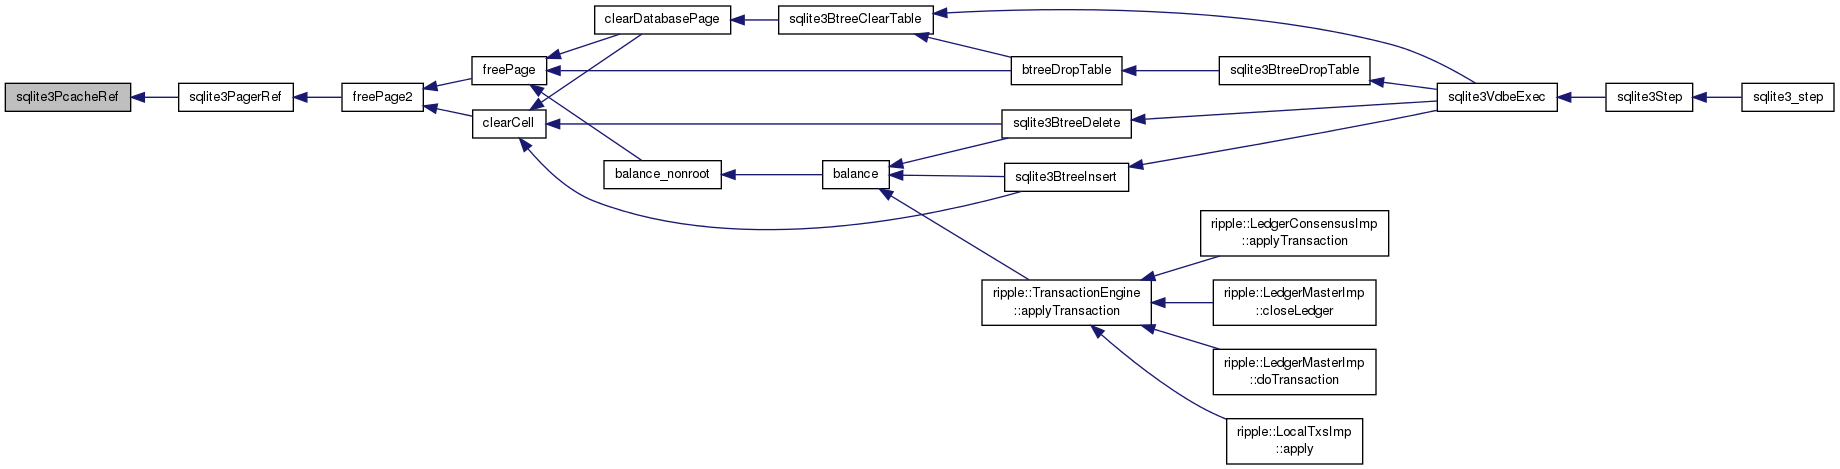 sqlite3PcacheRef
sqlite3PagerRef
freePage2
freePage
clearCell
clearDatabasePage
balance_nonroot
sqlite3BtreeClearTable
balance
btreeDropTable
sqlite3BtreeDelete
sqlite3BtreeInsert
ripple::TransactionEngine
::applyTransaction
sqlite3BtreeDropTable
ripple::LedgerConsensusImp
::applyTransaction
ripple::LedgerMasterImp
::closeLedger
ripple::LedgerMasterImp
::doTransaction
ripple::LocalTxsImp
::apply
sqlite3VdbeExec
sqlite3Step
sqlite3_step